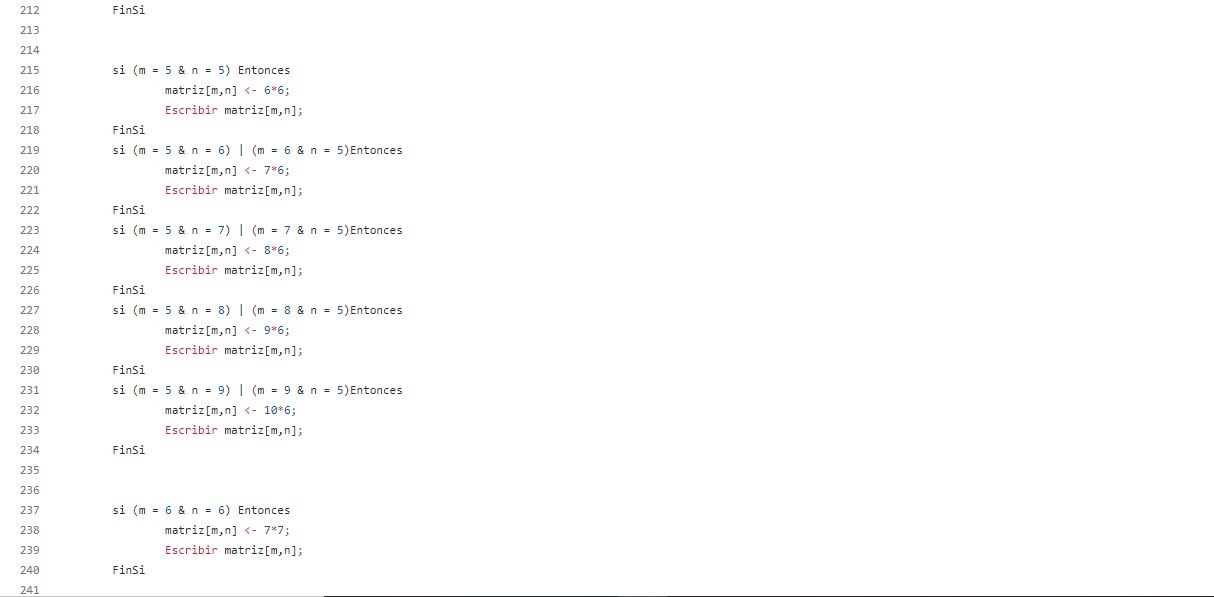 212 FinSi
213
214
215 si (m = 5 & n = 5) Entonces
216 matriz[m,n] <- 6*6;
217 Escribir matriz[m,n];
218 FinSi
219 si (m = 5 & n = 6) | (m = 6 & n = 5)Entonces
220 matriz[m,n] <- 7*6;
221 Escribir matriz[m,n];
222 FinSi
223 si (m = 5 & n = 7) | (m = 7 & n = 5)Entonces
224 matriz[m,n] <- 8*6;
225 Escribir matriz[m,n];
226 FinSi
227 si (m = 5 & n = 8) | (m = 8 & n = 5)Entonces
228 matriz[m,n] <- 9*6;
229 Escribir matriz[m,n];
230 FinSi
231 si (m = 5 & n = 9) | (m = 9 & n = 5)Entonces
232 matriz[m,n] <- 10*6;
233 Escribir matriz[m,n];
234 FinSi
235
236
237 si (m = 6 & n = 6) Entonces
238 matriz[m,n] <- 7*7;
239 Escribir matriz[m,n];
240 FinSi
241